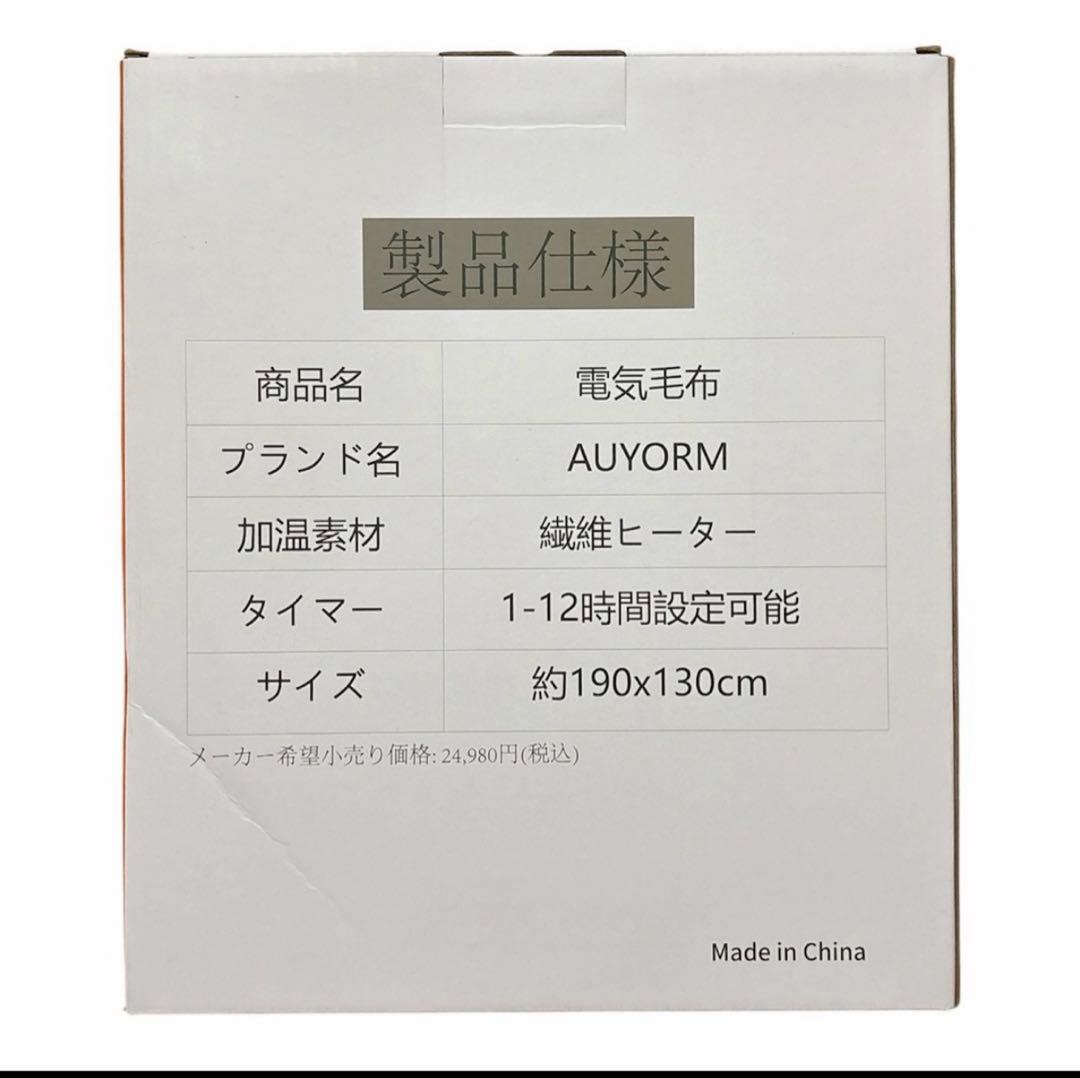 製品仕様
商品名 電気毛布
プランド名 AUYORM
加温素材 繊維ヒーター
タイマー 1-12時間設定可能
サイズ 約190x130cm
メーカー希望小売り価格: 24,980円(税込)
Made in China